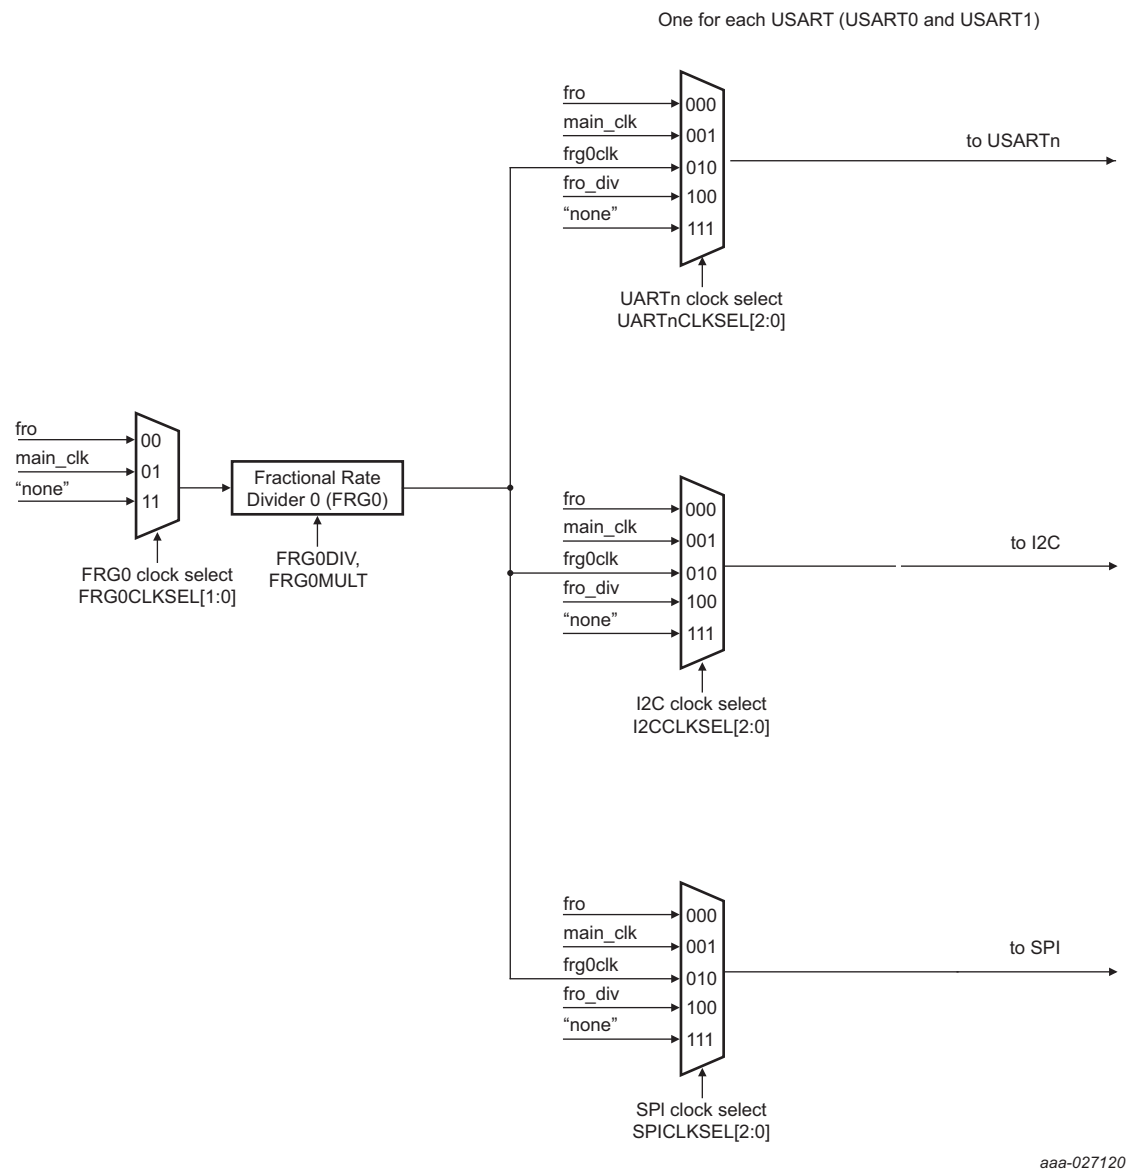 One for each USART (USART0 and USART1)
fro
000
main_clk
001
to USARTn
frg0clk
010
fro_div
100
“none”
111
UARTn clock select
UARTnCLKSEL[2:0]
fro
00
main_clk
01
“none”
11
Fractional Rate
Divider 0 (FRG0)
FRG0 clock select
FRG0CLKSEL[1:0]
FRG0DIV,
FRG0MULT
fro
000
main_clk
001
to I2C
frg0clk
010
fro_div
100
“none”
111
I2C clock select
I2CCLKSEL[2:0]
fro
000
main_clk
001
to SPI
frg0clk
010
fro_div
100
“none”
111
SPI clock select
SPICLKSEL[2:0]
aaa-027120